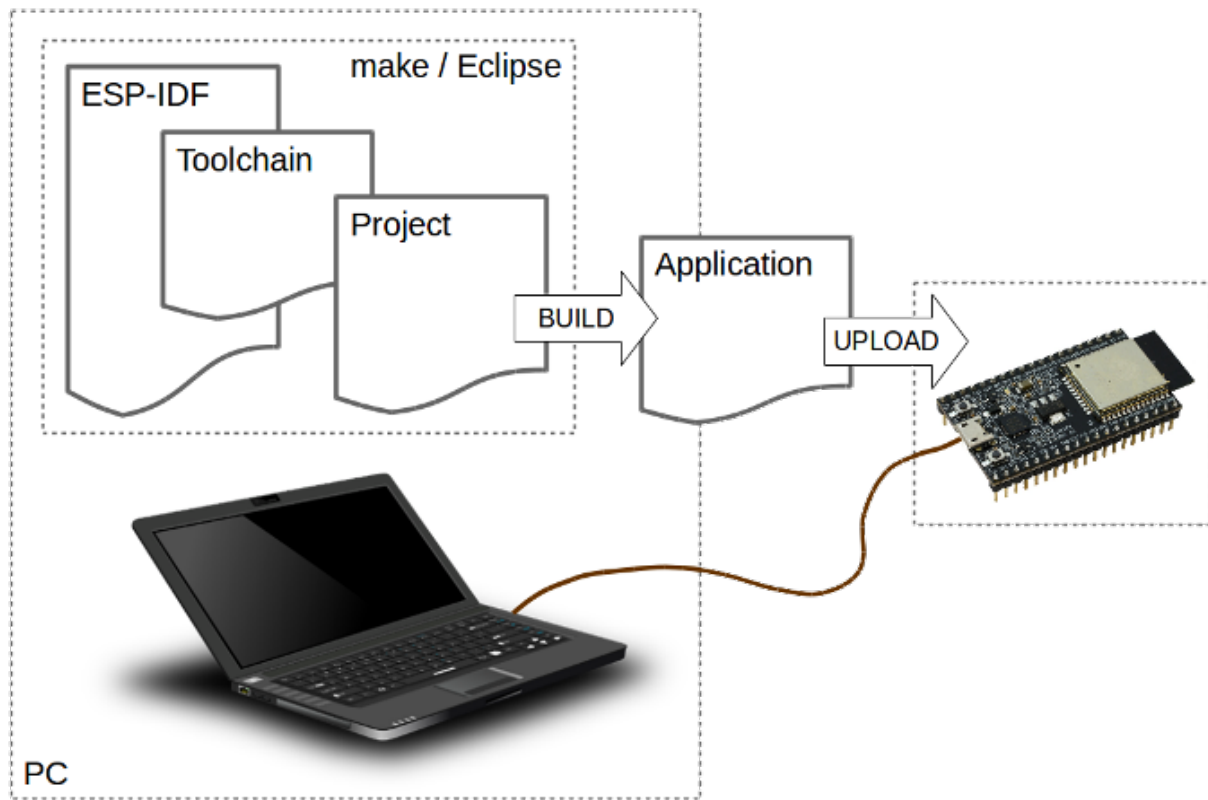 make / Eclipse
ESP-IDF
Toolchain
Project
Application
BUILD
UPLOAD
PC